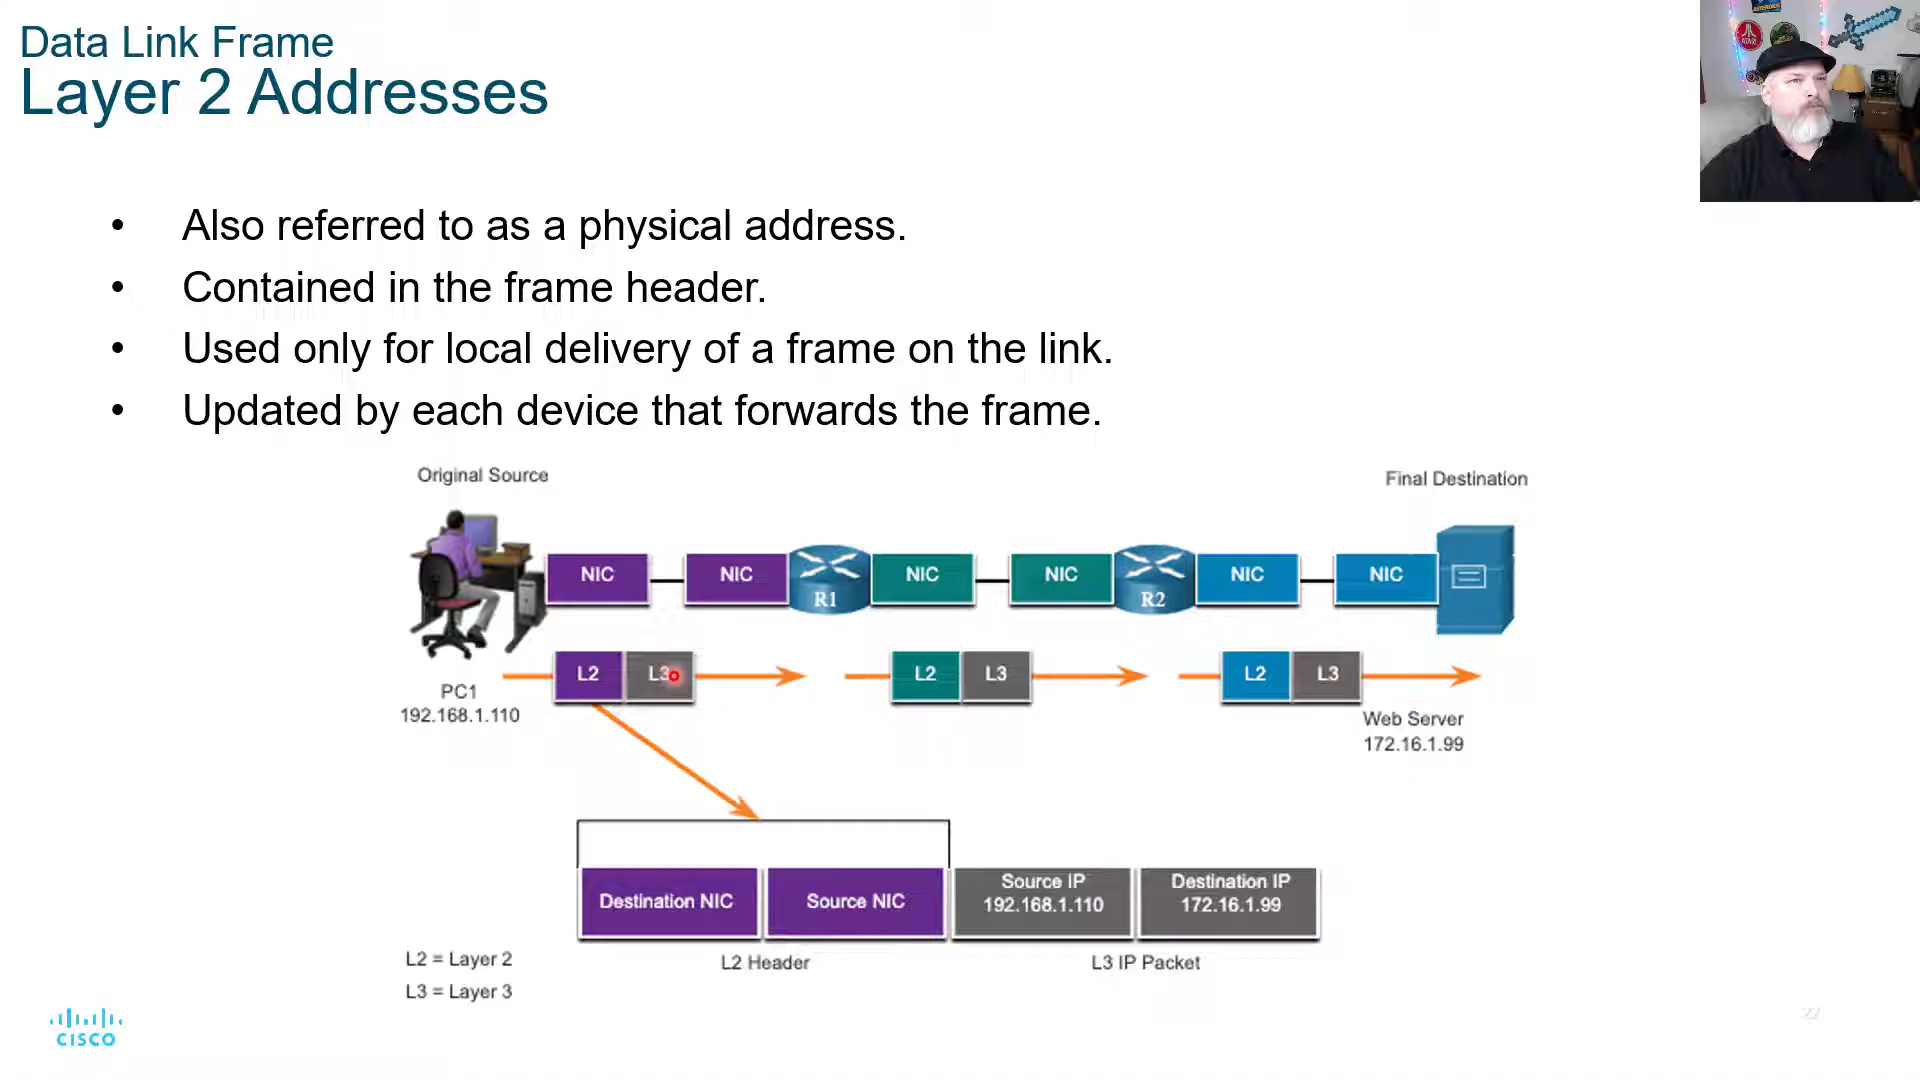 Data Link Frame
Layer 2 Addresses
• Also referred to as a physical address.
• Contained in the frame header.
• Used only for local delivery of a frame on the link.
• Updated by each device that forwards the frame.
Original Source
Final Destination
NIC
NIC
R1
NIC
NIC
R2
NIC
NIC
L2
L3
L2
L3
L2
L3
PC1
192.168.1.110
Web Server
172.16.1.99
Destination NIC
Source NIC
Source IP
192.168.1.110
Destination IP
172.16.1.99
L2 Header
L3 IP Packet
L2 = Layer 2
L3 = Layer 3
CISCO
27
ATARI